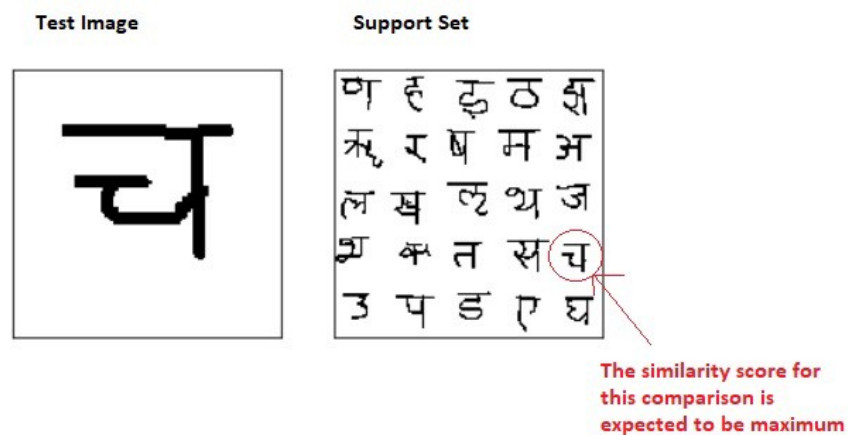 Test Image
Support Set
च
ण ह ङ ठ झ
ऋ र ष म अ
ल ख ऌ थ ज
क त स च
उ प ड ए घ
The similarity score for
this comparison is
expected to be maximum